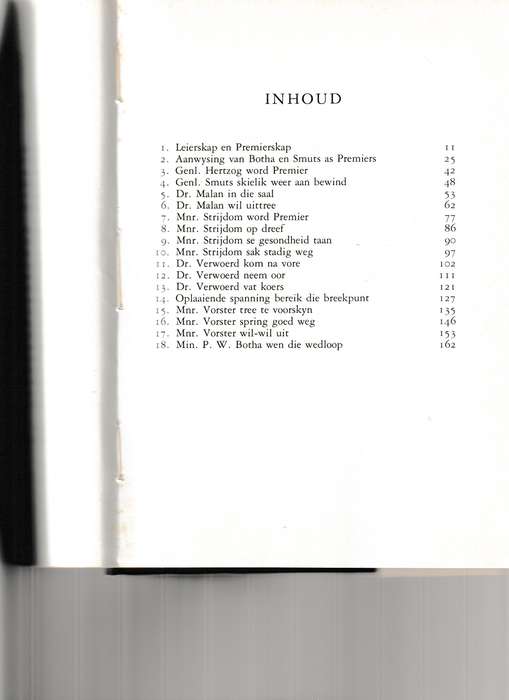 INHOUD
1. Leierskap en Premierskap 11
2. Aanwysing van Botha en Smuts as Premiers 25
3. Genl. Hertzog word Premier 42
4. Genl. Smuts skielik weer aan bewind 48
5. Dr. Malan in die saal 53
6. Dr. Malan wil uittree 62
7. Mnr. Strijdom word Premier 77
8. Mnr. Strijdom op dreef 86
9. Mnr. Strijdom se gesondheid taan 90
10. Mnr. Strijdom sak stadig weg 97
11. Dr. Verwoerd kom na vore 102
12. Dr. Verwoerd neem oor 111
13. Dr. Verwoerd vat koers 121
14. Oplaaiende spanning bereik die breekpunt 127
15. Mnr. Vorster tree te voorskyn 135
16. Mnr. Vorster spring goed weg 146
17. Mnr. Vorster wil-wil uit 153
18. Min. P. W. Botha wen die wedloop 162